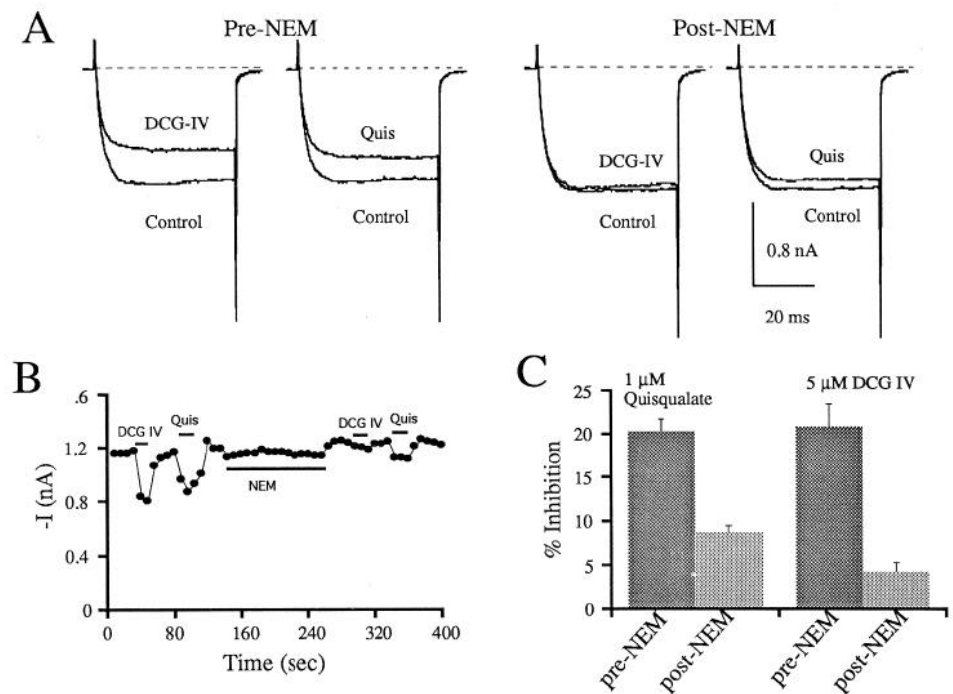 A
Pre-NEM
Post-NEM
DCG-IV
Control
Quis
Control
DCG-IV
Quis
Control
0.8 nA
20 ms
B
.6
1.2
0.8
0.4
0
-I (nA)
DCG IV
Quis
NEM
DCG IV
Quis
0
80
160
240
320
400
Time (sec)
C
1 μM
Quisqualate
5 μM DCG IV
% Inhibition
25
20
15
10
5
0
pre-NEM
post-NEM
pre-NEM
post-NEM